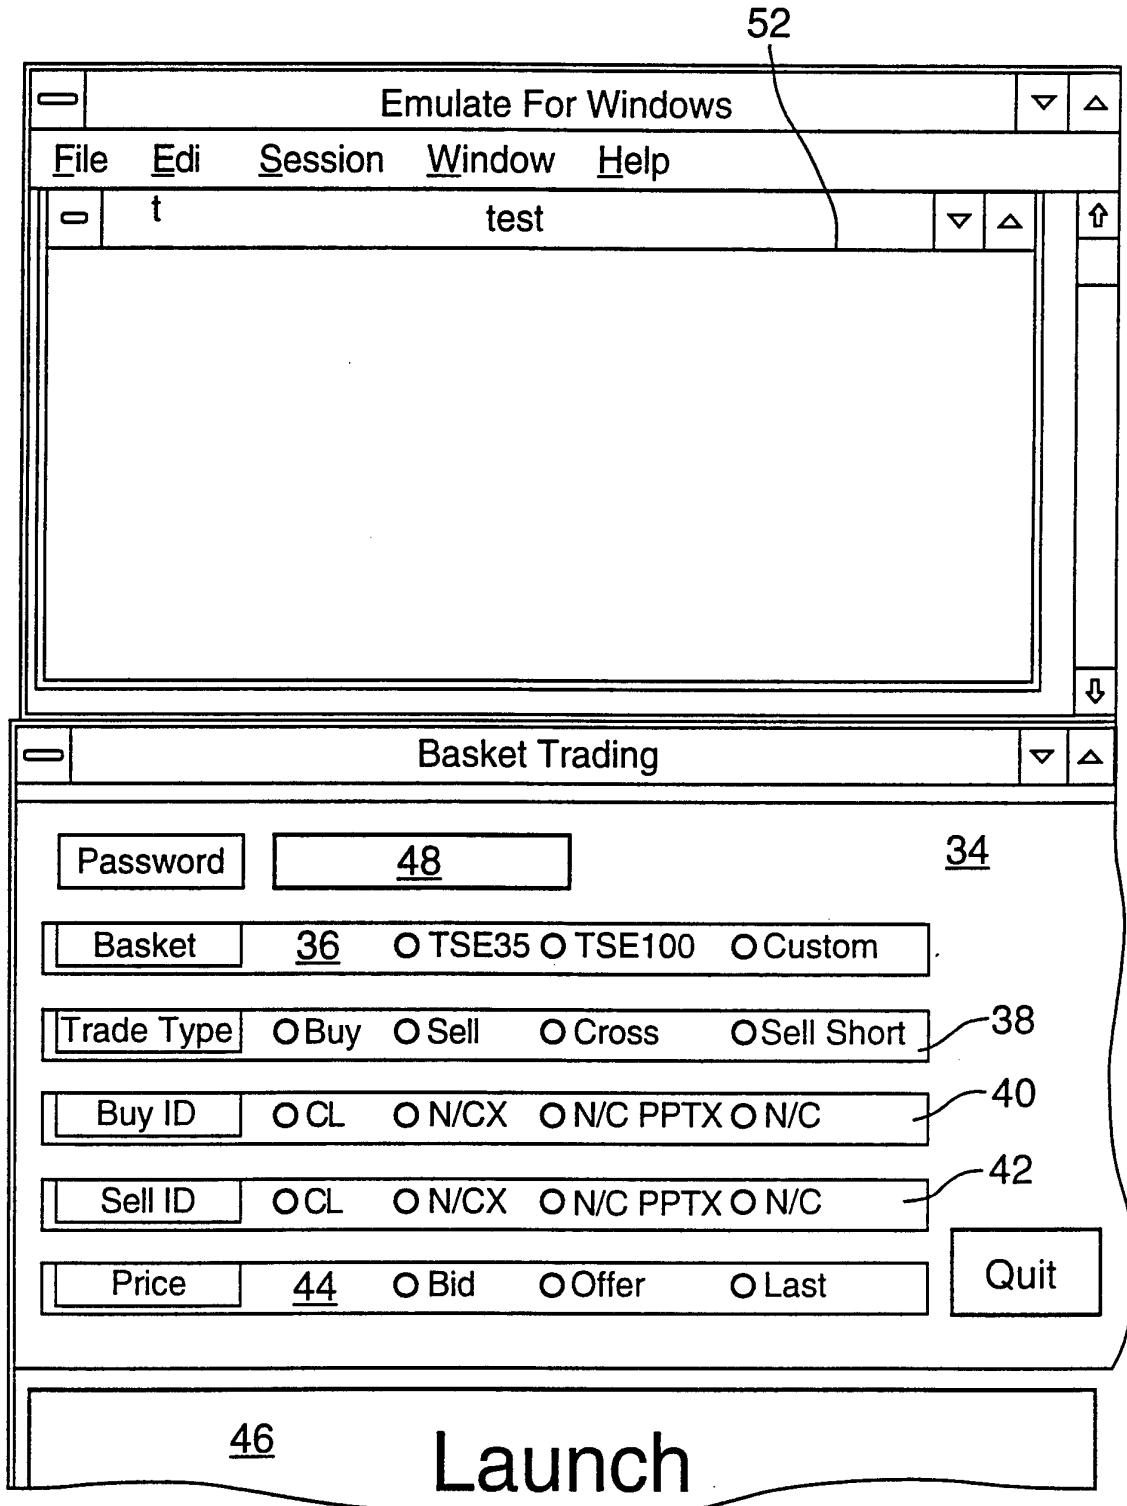 52
Emulate For Windows
File Edi Session Window Help
t test
Basket Trading
Password 48 34
Basket 36 TSE35 TSE100 Custom
Trade Type Buy Sell Cross Sell Short 38
Buy ID CL N/CX N/C PPTX N/C 40
Sell ID CL N/CX N/C PPTX N/C 42
Price 44 Bid Offer Last
Quit
46 Launch